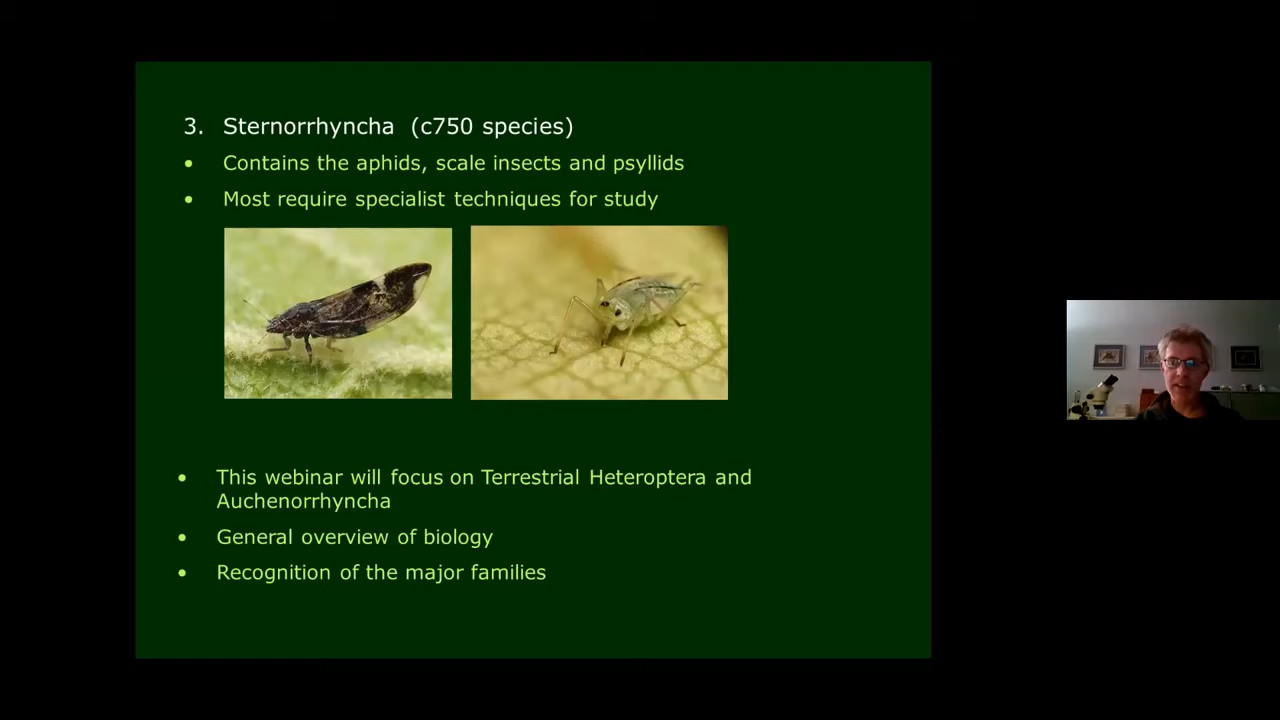 3. Sternorrhyncha (c750 species)
• Contains the aphids, scale insects and psyllids
• Most require specialist techniques for study
• This webinar will focus on Terrestrial Heteroptera and
Auchenorrhyncha
• General overview of biology
• Recognition of the major families